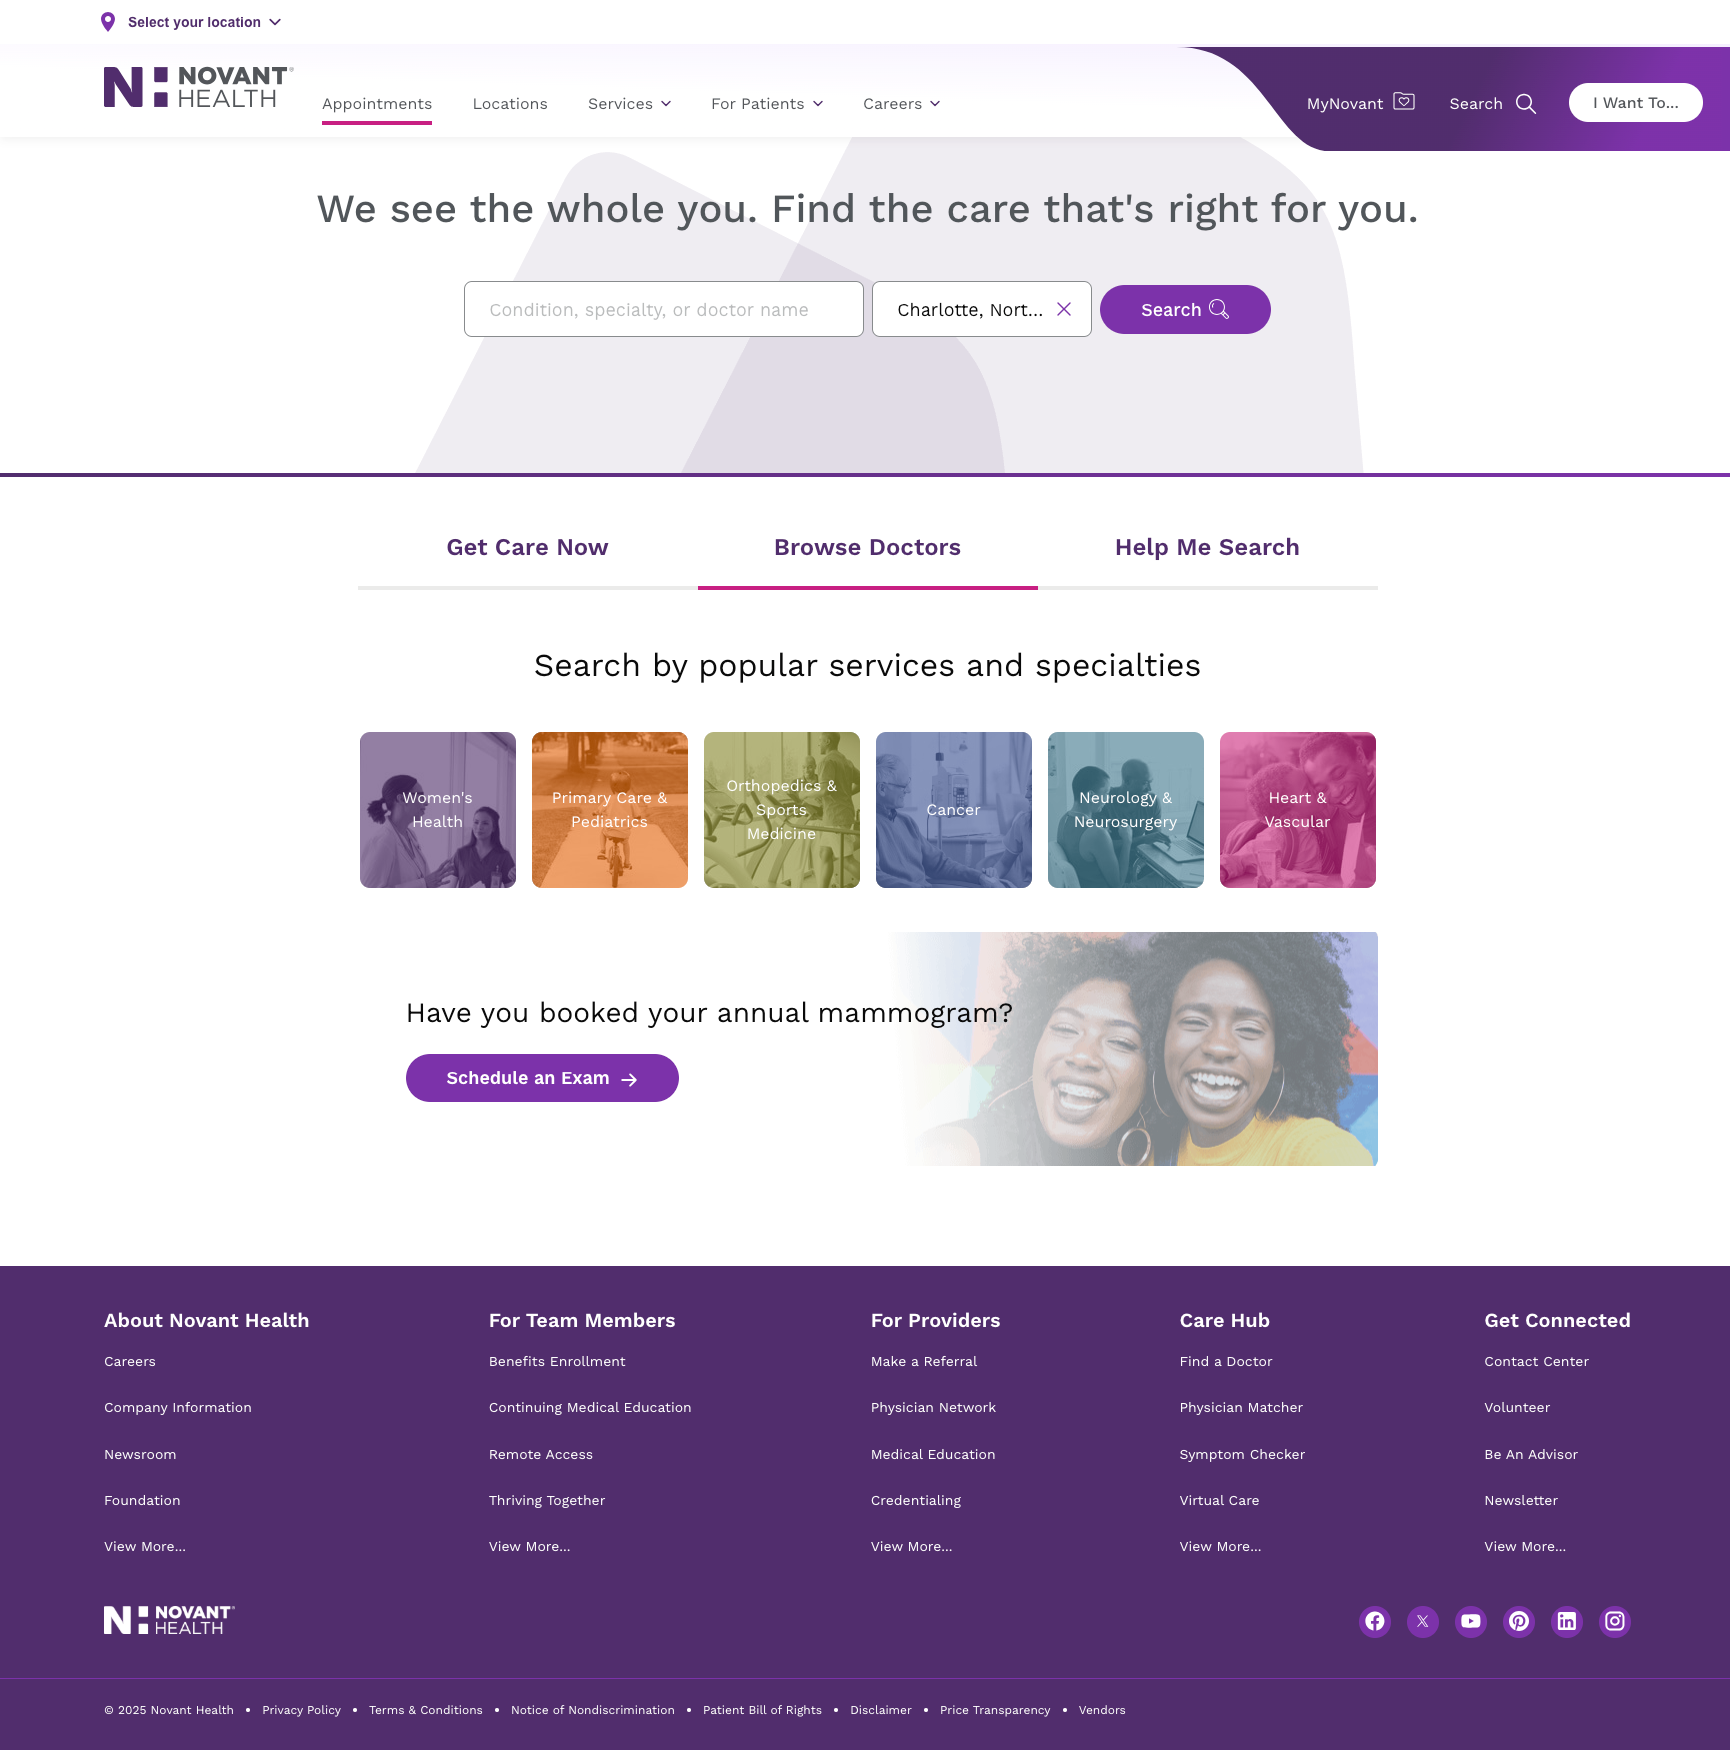 Select your location
NOVANT®
HEALTH
Appointments
Locations
Services
For Patients
Careers
MyNovant
Search
I Want To...
We see the whole you. Find the care that's right for you.
Condition, specialty, or doctor name
Charlotte, Nort...
Search
Get Care Now
Browse Doctors
Help Me Search
Search by popular services and specialties
Women's
Health
Primary Care &
Pediatrics
Orthopedics &
Sports
Medicine
Cancer
Neurology &
Neurosurgery
Heart &
Vascular
Have you booked your annual mammogram?
Schedule an Exam
About Novant Health
Careers
Company Information
Newsroom
Foundation
View More...
For Team Members
Benefits Enrollment
Continuing Medical Education
Remote Access
Thriving Together
View More...
For Providers
Make a Referral
Physician Network
Medical Education
Credentialing
View More...
Care Hub
Find a Doctor
Physician Matcher
Symptom Checker
Virtual Care
View More...
Get Connected
Contact Center
Volunteer
Be An Advisor
Newsletter
View More...
NOVANT®
HEALTH
© 2025 Novant Health • Privacy Policy • Terms & Conditions • Notice of Nondiscrimination • Patient Bill of Rights • Disclaimer • Price Transparency • Vendors